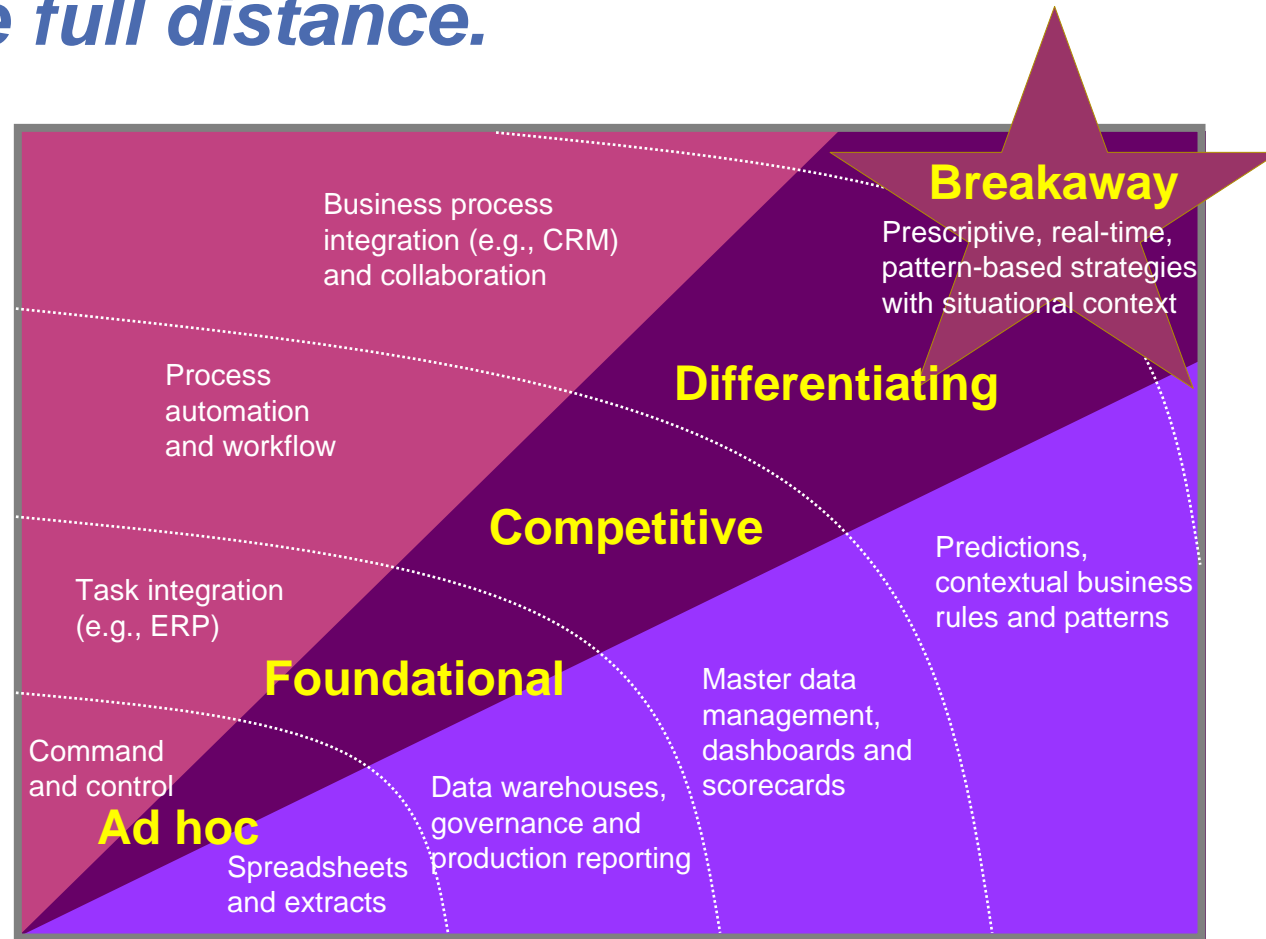 e full distance.
Breakaway
Prescriptive, real-time,
pattern-based strategies
with situational context
Business process
integration (e.g., CRM)
and collaboration
Differentiating
Process
automation
and workflow
Competitive
Predictions,
contextual business
rules and patterns
Task integration
(e.g., ERP)
Foundational
Master data
management,
dashboards and
scorecards
Command
and control
Data warehouses,
governance and
production reporting
Ad hoc
Spreadsheets
and extracts